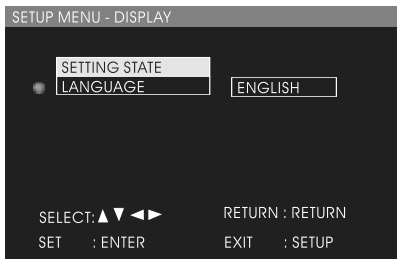 SETUP MENU - DISPLAY
SETTING STATE
LANGUAGE ENGLISH
SELECT:▲▼◄► RETURN : RETURN
SET : ENTER EXIT : SETUP